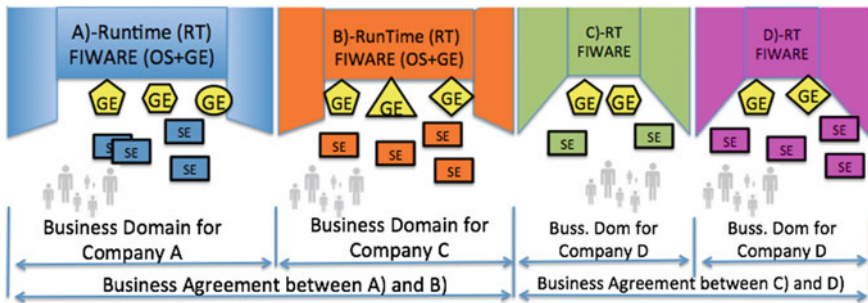 A)-Runtime (RT)
FIWARE (OS+GE)
GE
GE
GE
SE
SE
SE
SE
Business Domain for
Company A
B)-RunTime (RT)
FIWARE (OS+GE)
GE
GE
GE
SE
SE
SE
SE
Business Domain for
Company C
C)-RT
FIWARE
GE
GE
SE
SE
Buss. Dom for
Company D
D)-RT
FIWARE
GE
GE
SE
SE
SE
SE
Buss. Dom for
Company D
Business Agreement between A) and B)
Business Agreement between C) and D)